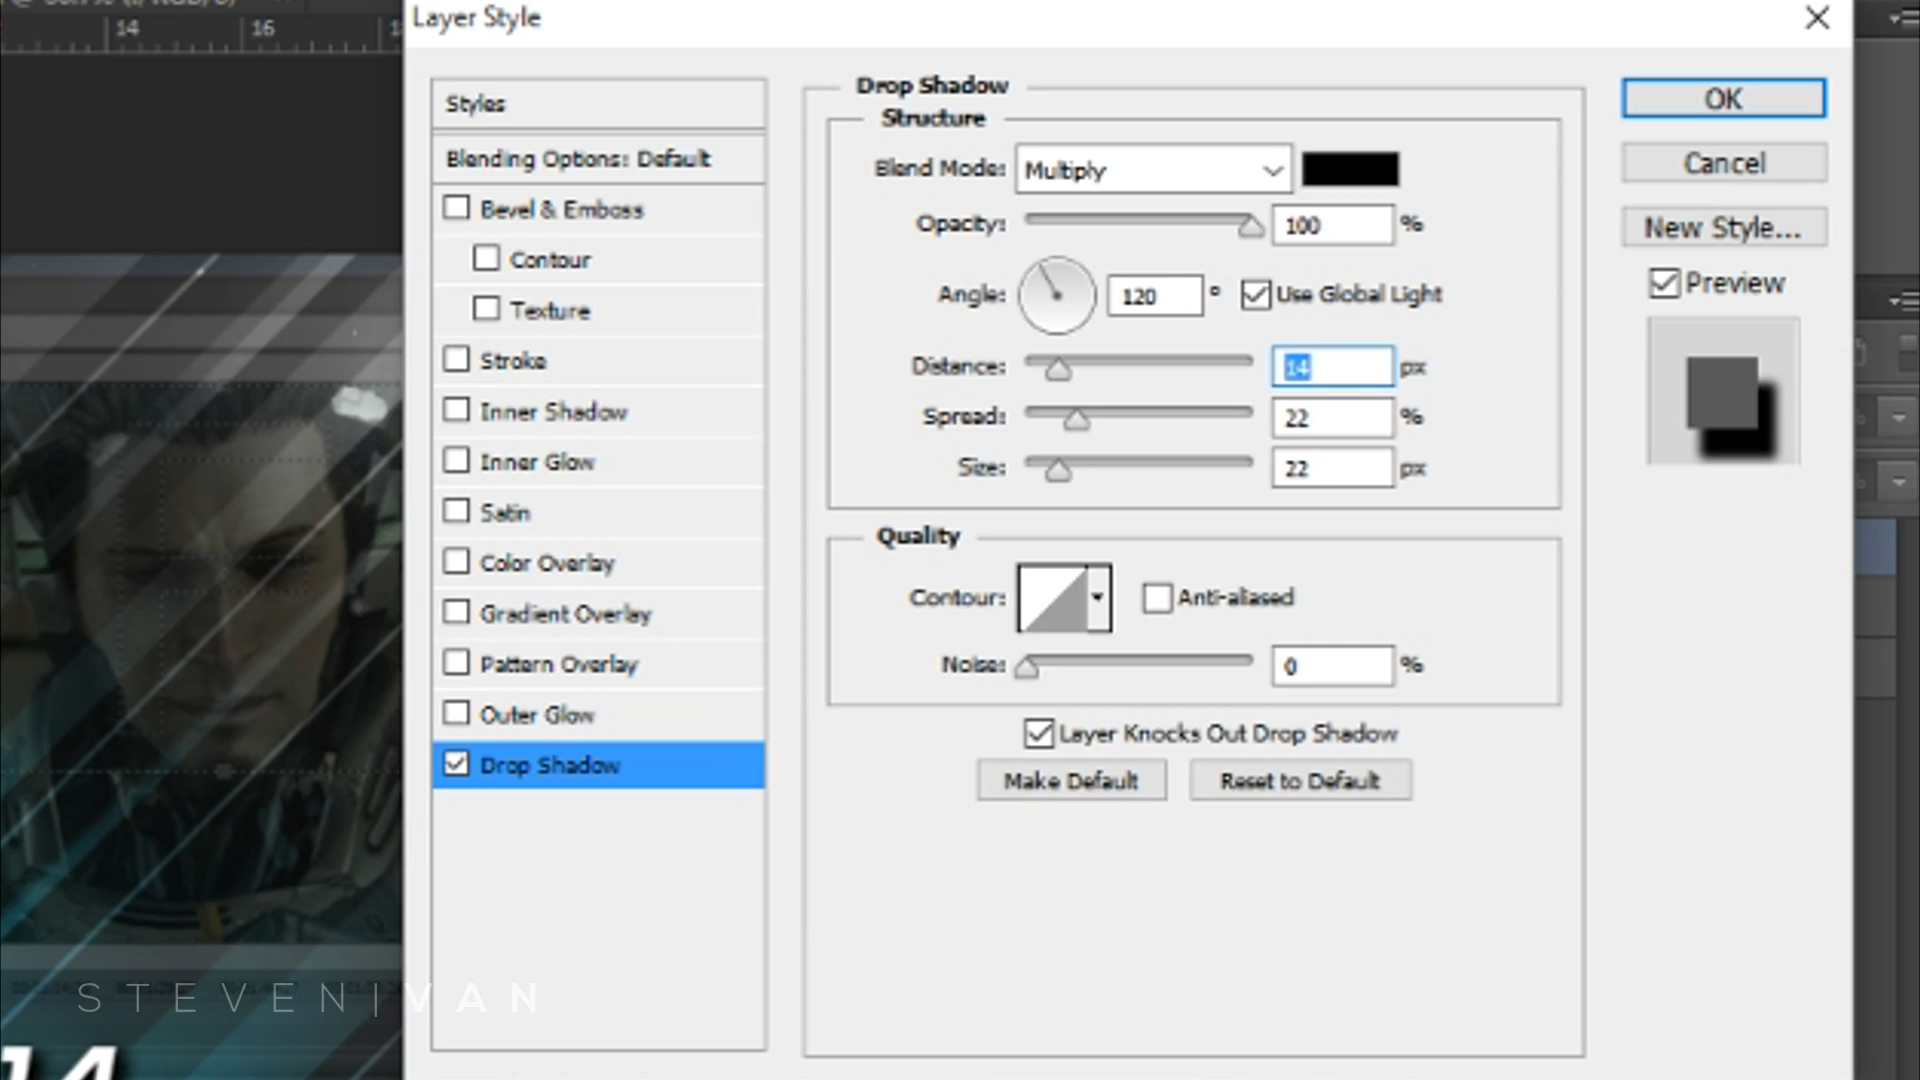 Layer Style
14
16
Styles
Blending Options: Default
Bevel & Emboss
Contour
Texture
Stroke
Inner Shadow
Inner Glow
Satin
Color Overlay
Gradient Overlay
Pattern Overlay
Outer Glow
Drop Shadow
Drop Shadow
Structure
Blend Mode: Multiply
Opacity: 100 %
Angle: 120 ° Use Global Light
Distance: 14 px
Spread: 22 %
Size: 22 px
Quality
Contour: Anti-aliased
Noise: 0 %
Layer Knocks Out Drop Shadow
Make Default Reset to Default
OK
Cancel
New Style...
Preview
STEVEN|VAN
14